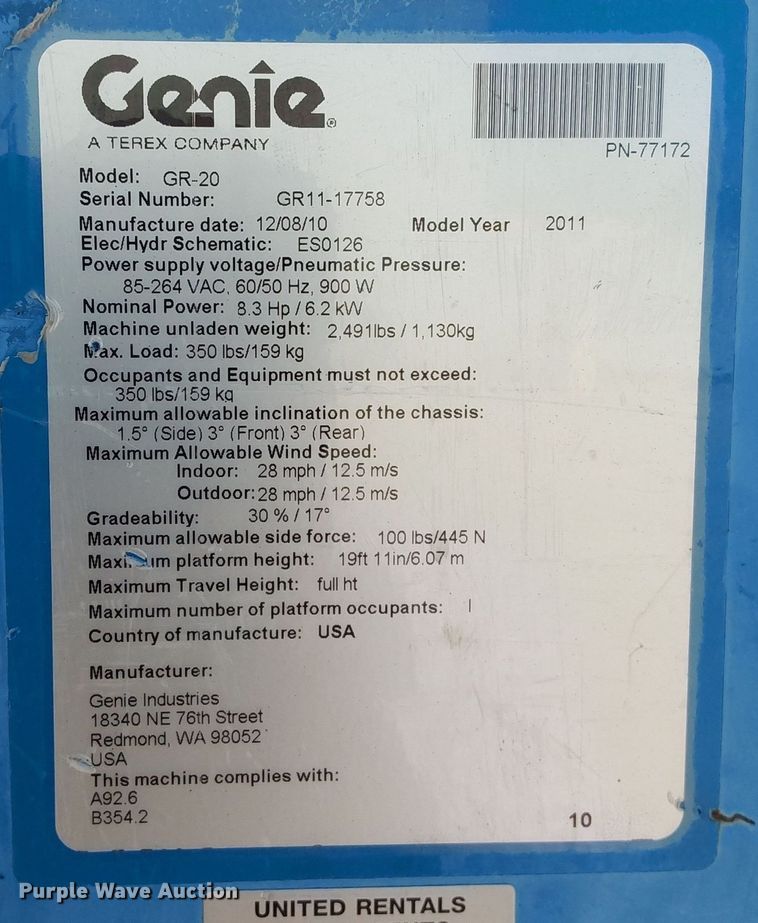 Genie®
A TEREX COMPANY
PN-77172
Model: GR-20
Serial Number: GR11-17758
Manufacture date: 12/08/10 Model Year 2011
Elec/Hydr Schematic: ES0126
Power supply voltage/Pneumatic Pressure:
85-264 VAC, 60/50 Hz, 900 W
Nominal Power: 8.3 Hp / 6.2 kW
Machine unladen weight: 2,491lbs / 1,130kg
Max. Load: 350 lbs/159 kg
Occupants and Equipment must not exceed:
350 lbs/159 kg
Maximum allowable inclination of the chassis:
1.5° (Side) 3° (Front) 3° (Rear)
Maximum Allowable Wind Speed:
Indoor: 28 mph / 12.5 m/s
Outdoor: 28 mph / 12.5 m/s
Gradeability: 30 % / 17°
Maximum allowable side force: 100 lbs/445 N
Maximum platform height: 19ft 11in/6.07 m
Maximum Travel Height: full ht
Maximum number of platform occupants: 1
Country of manufacture: USA
Manufacturer:
Genie Industries
18340 NE 76th Street
Redmond, WA 98052
USA
This machine complies with:
A92.6
B354.2
10
Purple Wave Auction
UNITED RENTALS